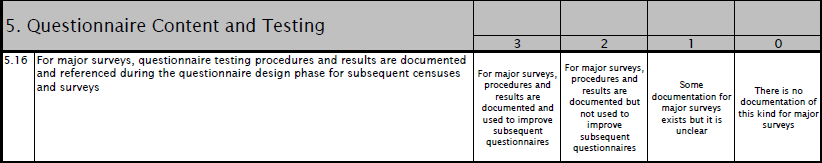 5. Questionnaire Content and Testing
3 2 1 0
5.16 For major surveys, questionnaire testing procedures and results are documented
and referenced during the questionnaire design phase for subsequent censuses
and surveys
For major surveys,
procedures and
results are
documented and
used to improve
subsequent
questionnaires
For major surveys,
procedures and
results are
documented but
not used to
improve
subsequent
questionnaires
Some
documentation for
major surveys
exists but it is
unclear
There is no
documentation of
this kind for major
surveys